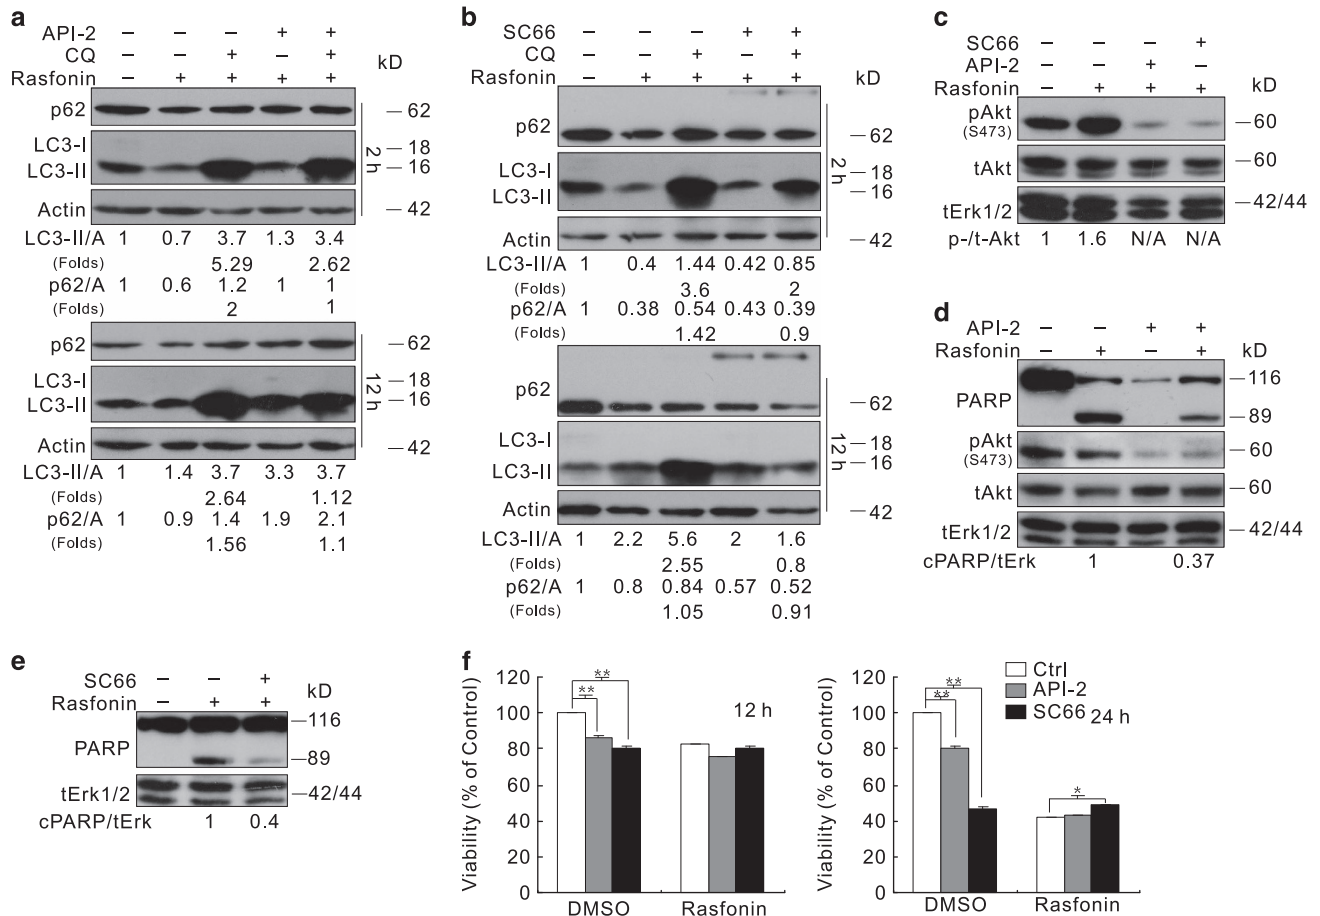 a
API-2 – – – + +
CQ – – + – +
Rasfonin – + + + +
kD
p62
62
LC3-I
18
LC3-II
16
2 h
Actin
42
LC3-II/A 1 0.7 3.7 1.3 3.4
(Folds) 5.29 2.62
p62/A 1 0.6 1.2 1 1
(Folds) 2 1
p62
62
LC3-I
18
LC3-II
16
12 h
Actin
42
LC3-II/A 1 1.4 3.7 3.3 3.7
(Folds) 2.64 1.12
p62/A 1 0.9 1.4 1.9 2.1
(Folds) 1.56 1.1
b
SC66 – – – + +
CQ – – + – +
Rasfonin – + + + +
kD
p62
62
LC3-I
18
LC3-II
16
2 h
Actin
42
LC3-II/A 1 0.4 1.44 0.42 0.85
(Folds) 3.6 2
p62/A 1 0.38 0.54 0.43 0.39
(Folds) 1.42 0.9
p62
62
LC3-I
18
LC3-II
16
12 h
Actin
42
LC3-II/A 1 2.2 5.6 2 1.6
(Folds) 2.55 0.8
p62/A 1 0.8 0.84 0.57 0.52
(Folds) 1.05 0.91
c
SC66 – – – +
API-2 – – + –
Rasfonin – + + +
kD
pAkt
(S473)
60
tAkt
60
tErk1/2
42/44
p-/t-Akt 1 1.6 N/A N/A
d
API-2 – – + +
Rasfonin – + – +
kD
PARP
116
89
pAkt
(S473)
60
tAkt
60
tErk1/2
42/44
cPARP/tErk 1 0.37
e
SC66 – – +
Rasfonin – + +
kD
PARP
116
89
tErk1/2
42/44
cPARP/tErk 1 0.4
f
Viability (% of Control)
120
100
80
60
40
20
0
**
**
12 h
DMSO Rasfonin
Viability (% of Control)
120
100
80
60
40
20
0
**
**
*
Ctrl
API-2
SC66
24 h
DMSO Rasfonin